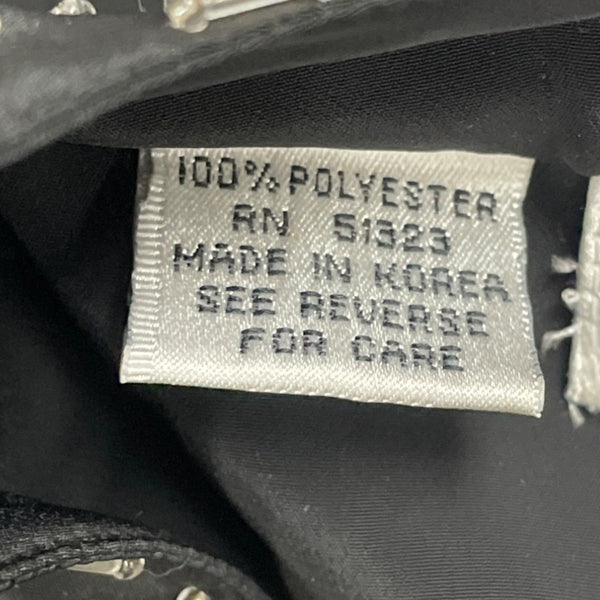 100% POLYESTER
RN 51323
MADE IN KOREA
SEE REVERSE
FOR CARE